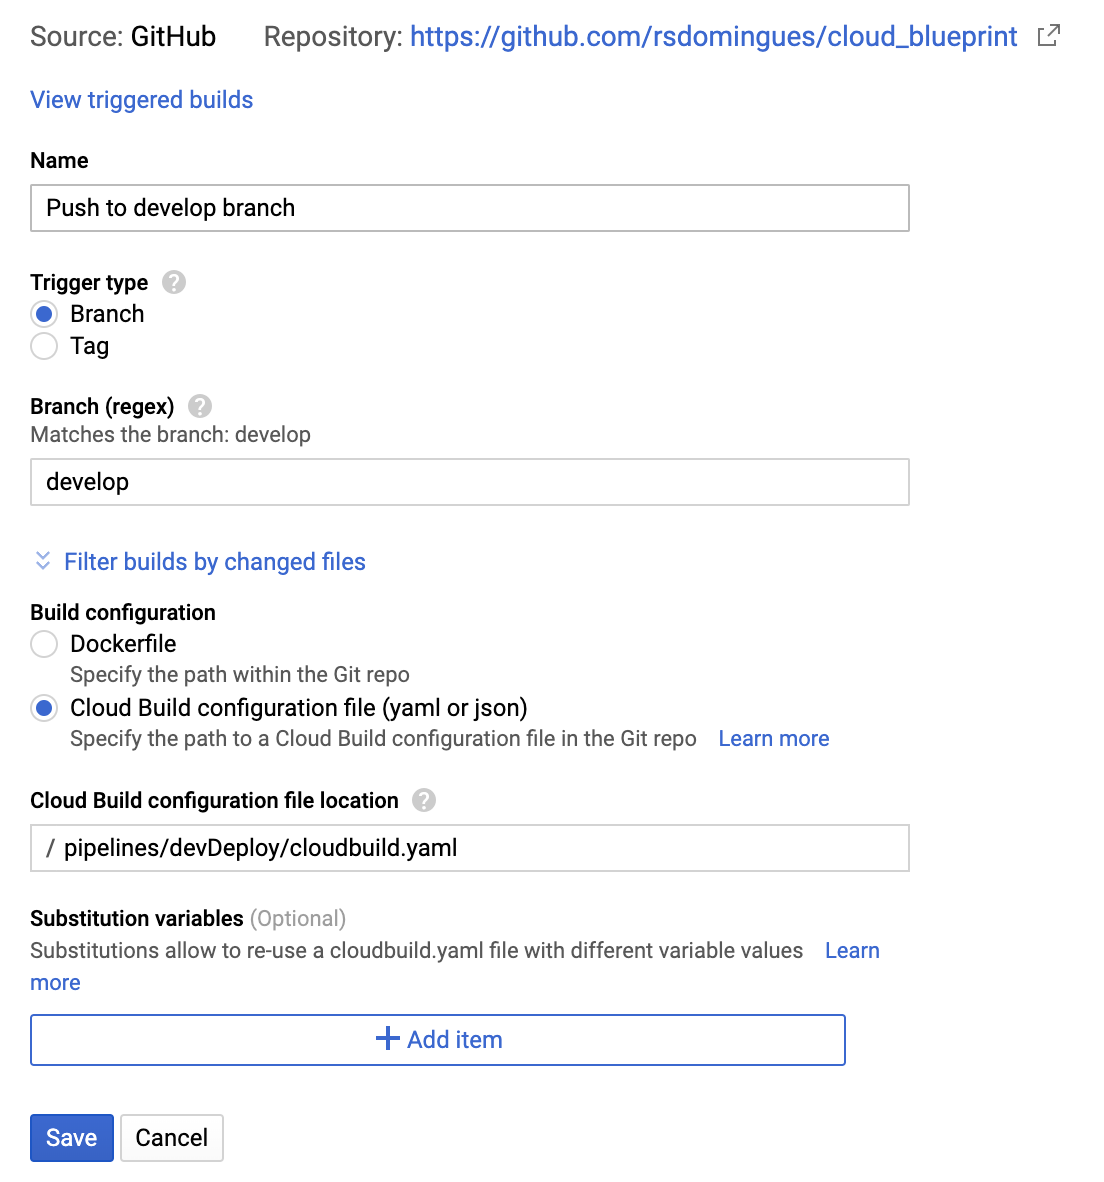 Source: GitHub Repository: https://github.com/rsdomingues/cloud_blueprint
View triggered builds
Name
Push to develop branch
Trigger type ?
Branch
Tag
Branch (regex) ?
Matches the branch: develop
develop
Filter builds by changed files
Build configuration
Dockerfile
Specify the path within the Git repo
Cloud Build configuration file (yaml or json)
Specify the path to a Cloud Build configuration file in the Git repo Learn more
Cloud Build configuration file location ?
/ pipelines/devDeploy/cloudbuild.yaml
Substitution variables (Optional)
Substitutions allow to re-use a cloudbuild.yaml file with different variable values Learn
more
+ Add item
Save Cancel